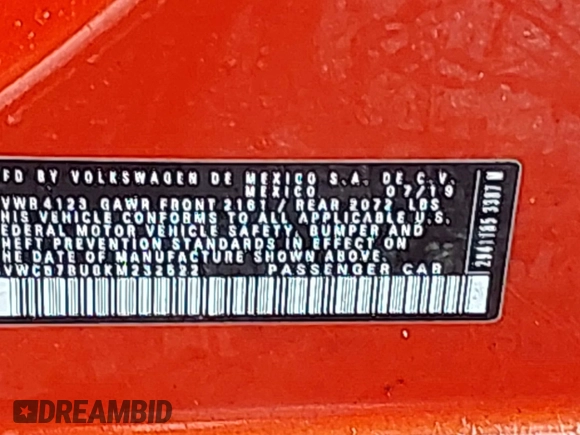 FD BY VOLKSWAGEN DE MEXICO S.A. DE C.V.
MEXICO 07/19
VWR4123 GAWR FRONT 2161 / REAR 2072 LBS
HIS VEHICLE CONFORMS TO ALL APPLICABLE U.S.
EDERAL MOTOR VEHICLE SAFETY, BUMPER AND
HEFT PREVENTION STANDARDS IN EFFECT ON
HE DATE OF MANUFACTURE SHOWN ABOVE.
VWCB7BU0KM232522 PASSENGER CAR
DREAMBID